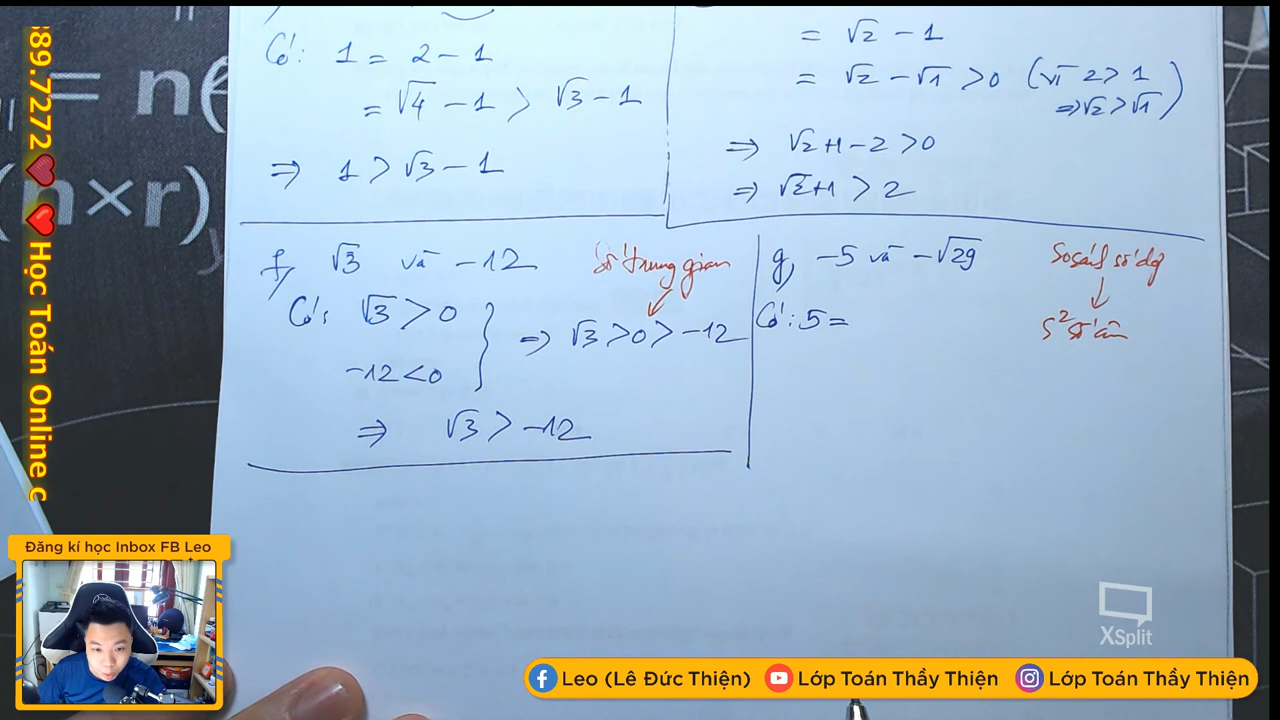 Có: 1 = 2 - 1
= √4 - 1 > √3 - 1
⇒ 1 > √3 - 1
= √2 - 1
= √2 - √1 > 0 (vì 2 > 1
⇒ √2 > √1)
⇒ √2 + 1 - 2 > 0
⇒ √2 + 1 > 2
f, √3 và -12
Số trung gian
Có: √3 > 0
-12 < 0
⇒ √3 > 0 > -12
⇒ √3 > -12
g, -5 và -√29
So sánh số dg
Có: 5 =
S² số âm
89.7272 ❤ ❤ Học Toán Online c
= n
(n×r)
Đăng kí học Inbox FB Leo
XSplit
Leo (Lê Đức Thiện)
Lớp Toán Thầy Thiện
Lớp Toán Thầy Thiện